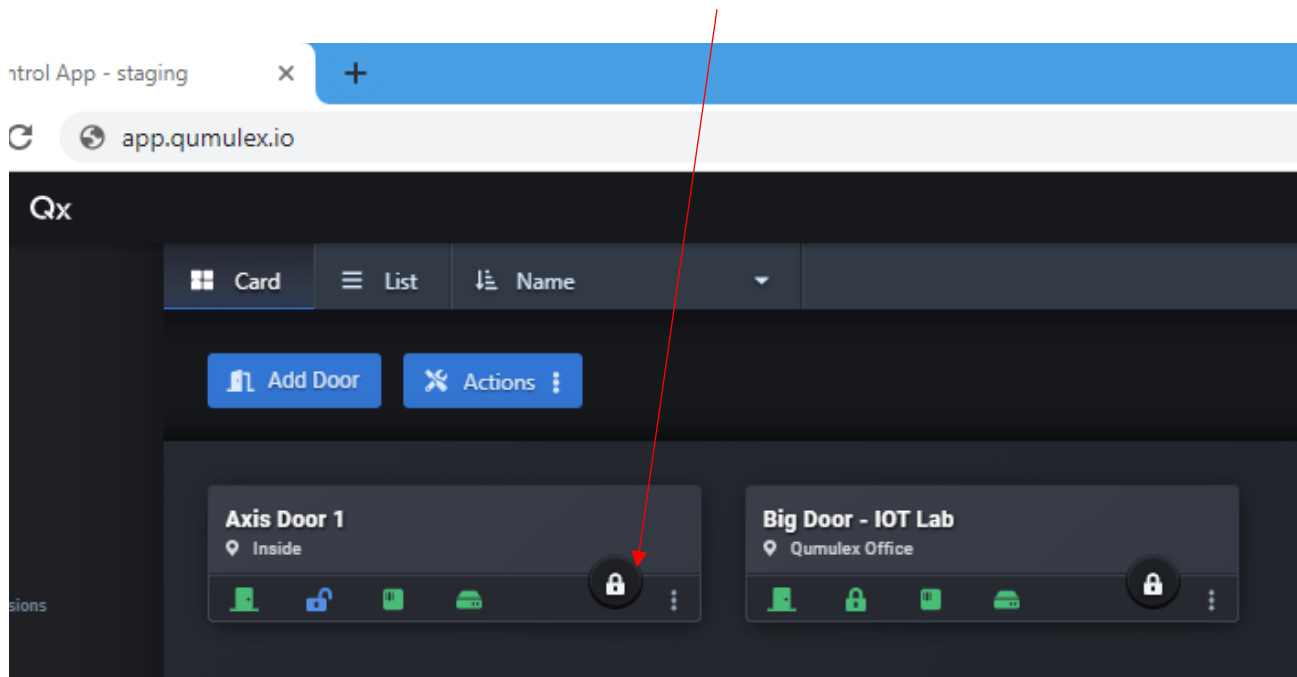 ntrol App - staging
app.qumulex.io
Qx
Card List Name
Add Door Actions
Axis Door 1
Inside
Big Door - IOT Lab
Qumulex Office
sions